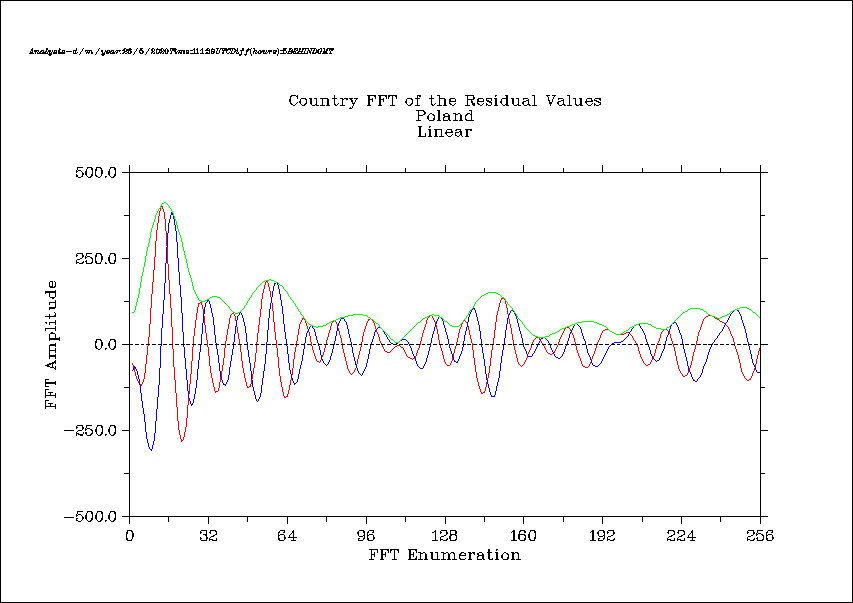 Country FFT of the Residual Values
Poland
Linear
500.0
250.0
0.0
−250.0
−500.0
FFT Amplitude
0 32 64 96 128 160 192 224 256
FFT Enumeration